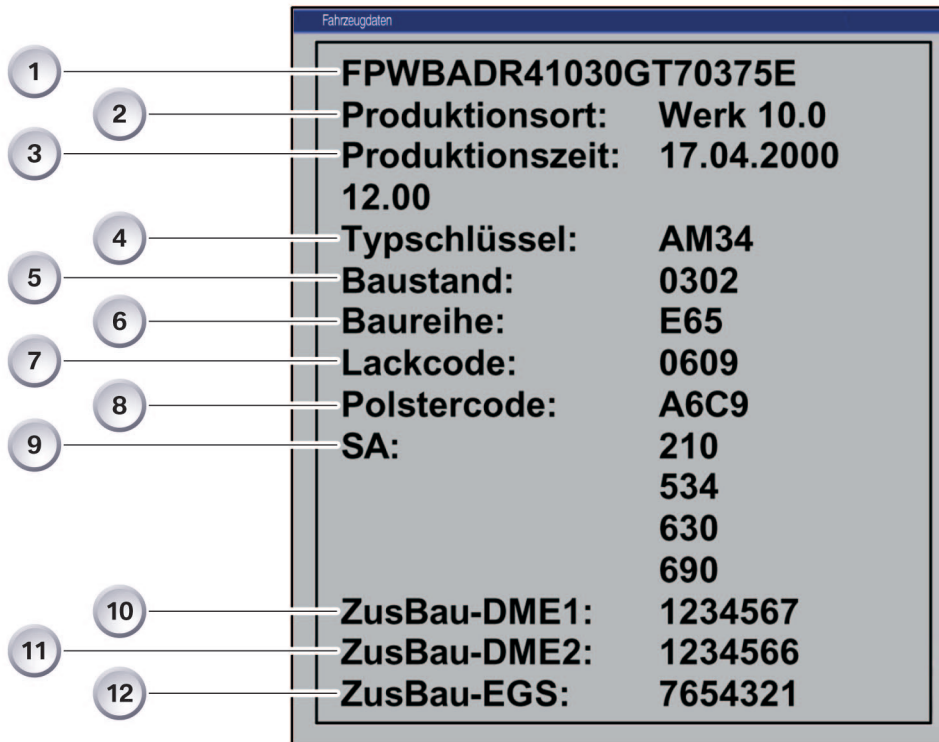 Fahrzeugdaten
1 FPWBADR41030GT70375E
2 Produktionsort: Werk 10.0
3 Produktionszeit: 17.04.2000
12.00
4 Typschlüssel: AM34
5 Baustand: 0302
6 Baureihe: E65
7 Lackcode: 0609
8 Polstercode: A6C9
9 SA: 210
534
630
690
10 ZusBau-DME1: 1234567
11 ZusBau-DME2: 1234566
12 ZusBau-EGS: 7654321